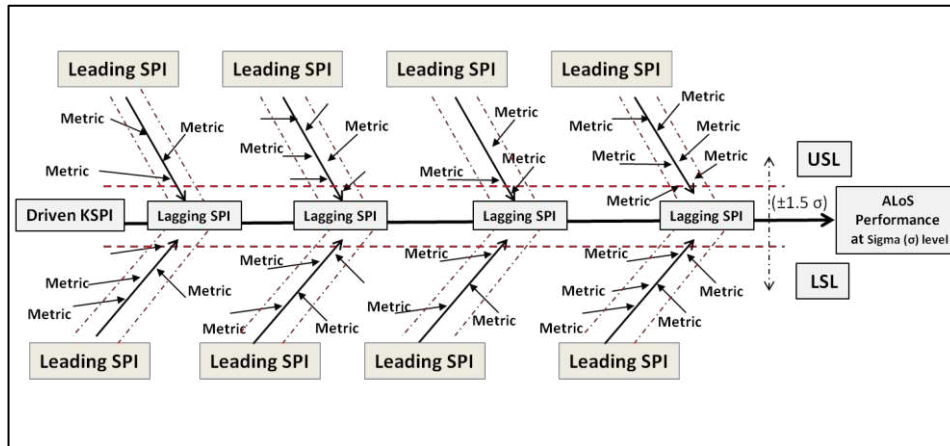 Leading SPI Leading SPI Leading SPI Leading SPI
Metric Metric Metric Metric
Metric Metric Metric Metric
Metric Metric Metric Metric
Metric Metric Metric Metric
USL
Metric
Driven KSPI Lagging SPI Lagging SPI Lagging SPI Lagging SPI (±1.5 σ) ALoS
Performance
at Sigma (σ) level
LSL
Metric Metric Metric Metric
Metric Metric Metric Metric
Metric Metric Metric Metric
Metric Metric Metric Metric
Leading SPI Leading SPI Leading SPI Leading SPI